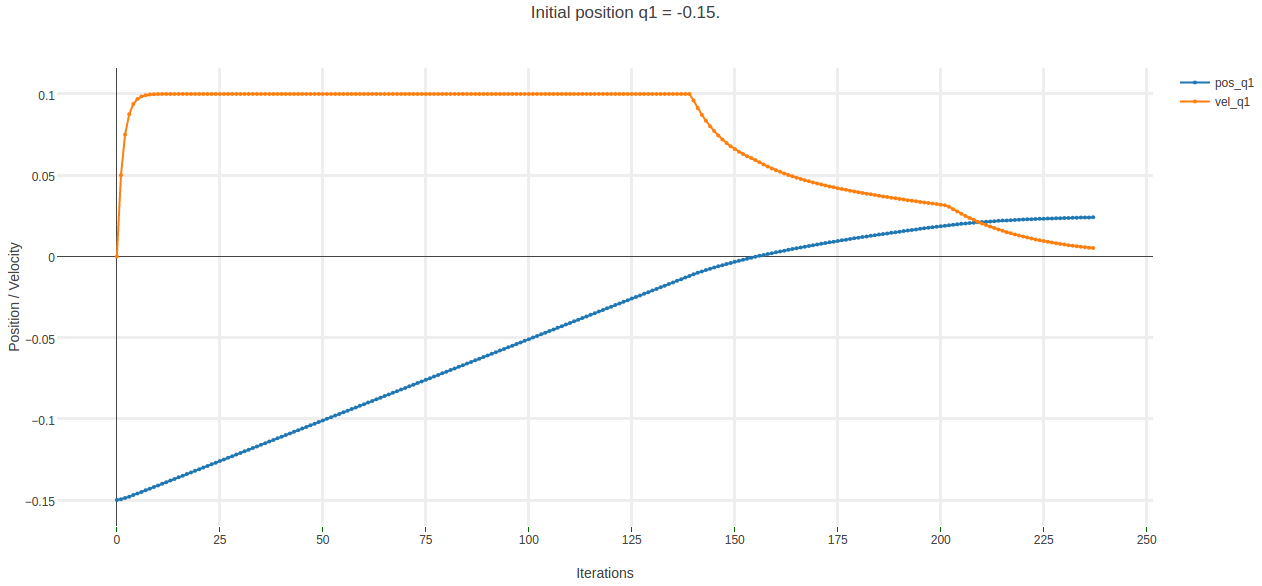 Initial position q1 = -0.15.
pos_q1
vel_q1
0.1
0.05
0
−0.05
−0.1
−0.15
Position / Velocity
0 25 50 75 100 125 150 175 200 225 250
Iterations